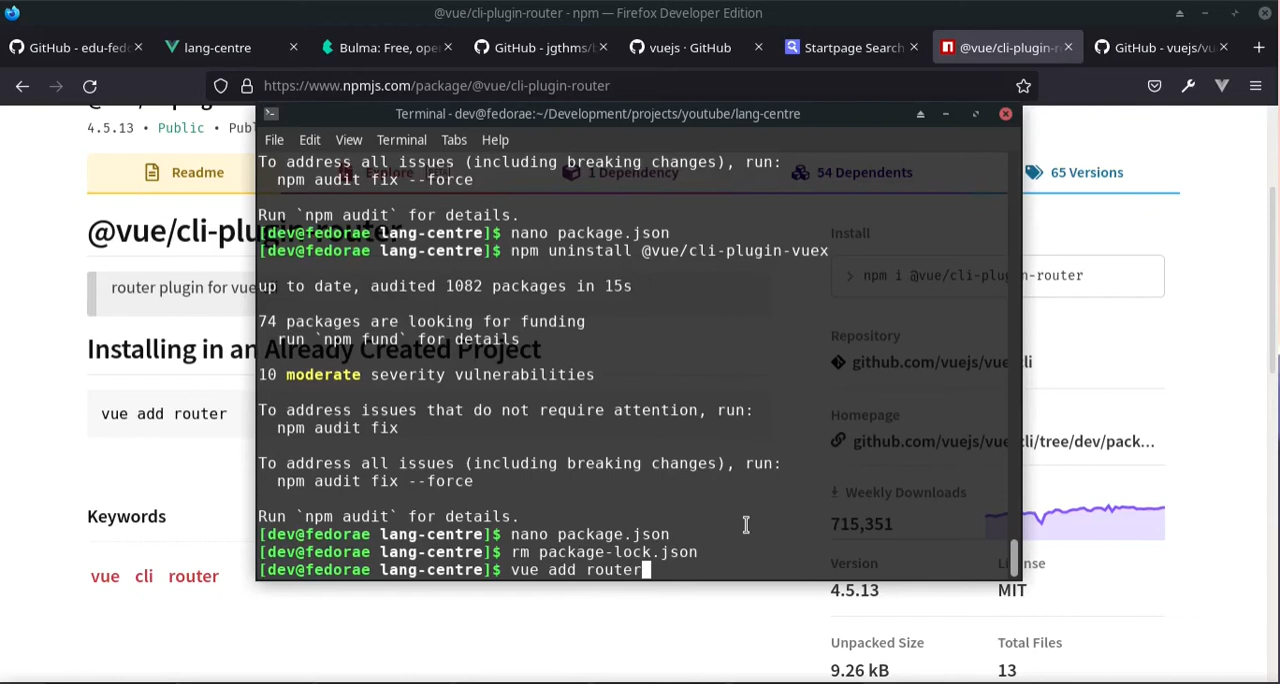 @vue/cli-plugin-router - npm — Firefox Developer Edition
GitHub - edu-fed
lang-centre
Bulma: Free, ope
GitHub - jgthms/b
vuejs · GitHub
Startpage Search
@vue/cli-plugin-r
GitHub - vuejs/vu
https://www.npmjs.com/package/@vue/cli-plugin-router
4.5.13 • Public • Publ
Readme
Explore BETA
1 Dependency
54 Dependents
65 Versions
@vue/cli-plugin-router
router plugin for vue
Installing in an Already Created Project
vue add router
Keywords
vue cli router
Install
> npm i @vue/cli-plugin-router
Repository
github.com/vuejs/vue-cli
Homepage
github.com/vuejs/vue-cli/tree/dev/pack...
Weekly Downloads
715,351
Version
License
4.5.13
MIT
Unpacked Size
Total Files
9.26 kB
13
Terminal - dev@fedorae:~/Development/projects/youtube/lang-centre
File Edit View Terminal Tabs Help
To address all issues (including breaking changes), run:
npm audit fix --force
Run `npm audit` for details.
[dev@fedorae lang-centre]$ nano package.json
[dev@fedorae lang-centre]$ npm uninstall @vue/cli-plugin-vuex
up to date, audited 1082 packages in 15s
74 packages are looking for funding
run `npm fund` for details
10 moderate severity vulnerabilities
To address issues that do not require attention, run:
npm audit fix
To address all issues (including breaking changes), run:
npm audit fix --force
Run `npm audit` for details.
[dev@fedorae lang-centre]$ nano package.json
[dev@fedorae lang-centre]$ rm package-lock.json
[dev@fedorae lang-centre]$ vue add router